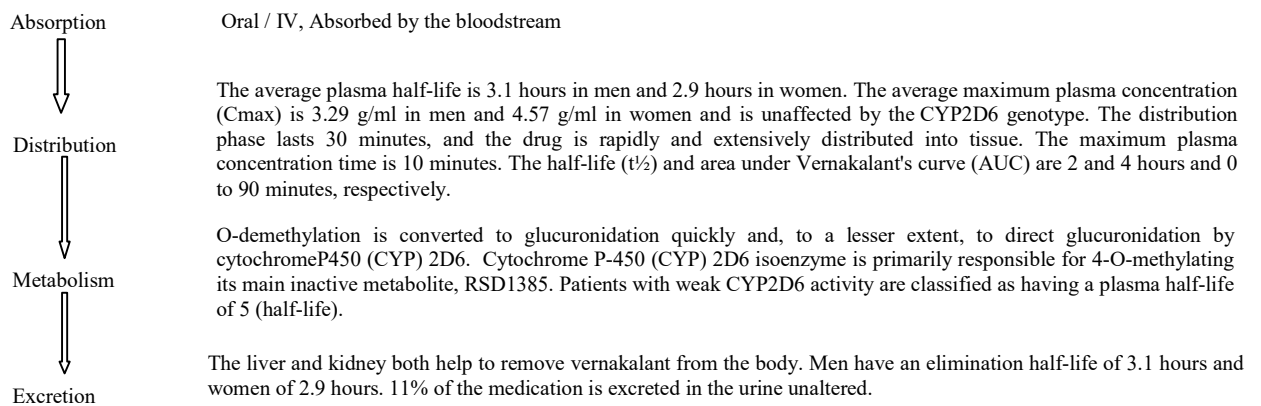 Absorption
Oral / IV, Absorbed by the bloodstream
The average plasma half-life is 3.1 hours in men and 2.9 hours in women. The average maximum plasma concentration
(Cmax) is 3.29 g/ml in men and 4.57 g/ml in women and is unaffected by the CYP2D6 genotype. The distribution
phase lasts 30 minutes, and the drug is rapidly and extensively distributed into tissue. The maximum plasma
concentration time is 10 minutes. The half-life (t½) and area under Vernakalant's curve (AUC) are 2 and 4 hours and 0
to 90 minutes, respectively.
Distribution
O-demethylation is converted to glucuronidation quickly and, to a lesser extent, to direct glucuronidation by
cytochromeP450 (CYP) 2D6. Cytochrome P-450 (CYP) 2D6 isoenzyme is primarily responsible for 4-O-methylating
its main inactive metabolite, RSD1385. Patients with weak CYP2D6 activity are classified as having a plasma half-life
of 5 (half-life).
Metabolism
The liver and kidney both help to remove vernakalant from the body. Men have an elimination half-life of 3.1 hours and
women of 2.9 hours. 11% of the medication is excreted in the urine unaltered.
Excretion